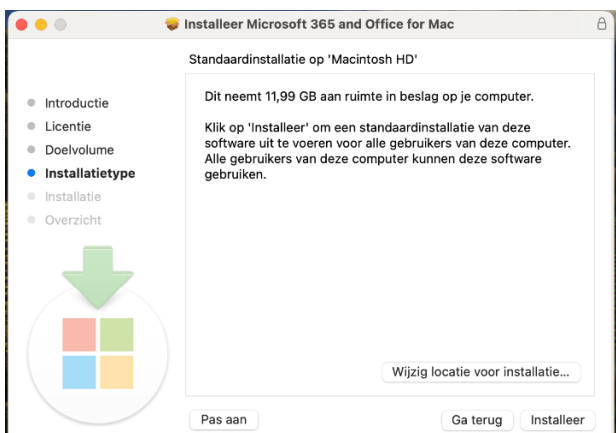 Installeer Microsoft 365 and Office for Mac
Standaardinstallatie op 'Macintosh HD'
Introductie
Licentie
Doelvolume
Installatietype
Installatie
Overzicht
Dit neemt 11,99 GB aan ruimte in beslag op je computer.
Klik op 'Installeer' om een standaardinstallatie van deze
software uit te voeren voor alle gebruikers van deze computer.
Alle gebruikers van deze computer kunnen deze software
gebruiken.
Wijzig locatie voor installatie...
Pas aan
Ga terug
Installeer